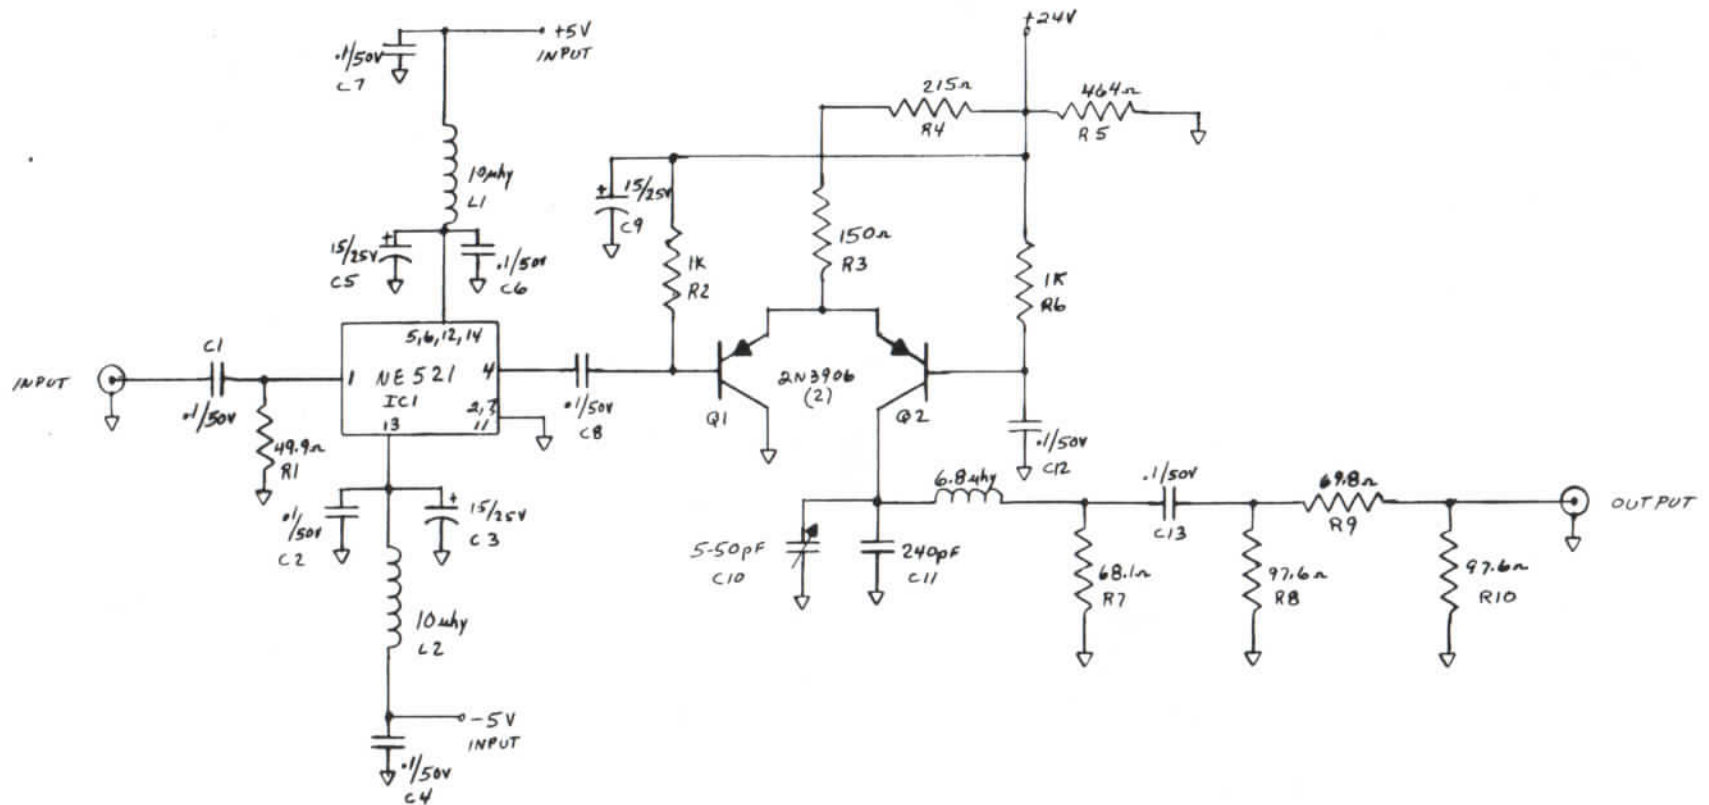 +24V
+5V
INPUT
.1/50V
C7
215Ω
R4
464Ω
R5
10µhy
L1
15/25V
C9
150Ω
R3
1K
R2
1K
R6
15/25V
C5
.1/50V
C6
5,6,12,14
INPUT
C1
.1/50V
1
NE521
IC1
4
2,3
11
13
.1/50V
C8
2N3906
(2)
Q1
Q2
49.9Ω
R1
.1/50V
C12
.1/50V
C2
15/25V
C3
6.8µhy
.1/50V
C13
69.8Ω
R9
OUTPUT
5-50pF
C10
240pF
C11
68.1Ω
R7
97.6Ω
R8
97.6Ω
R10
10µhy
L2
-5V
INPUT
.1/50V
C4